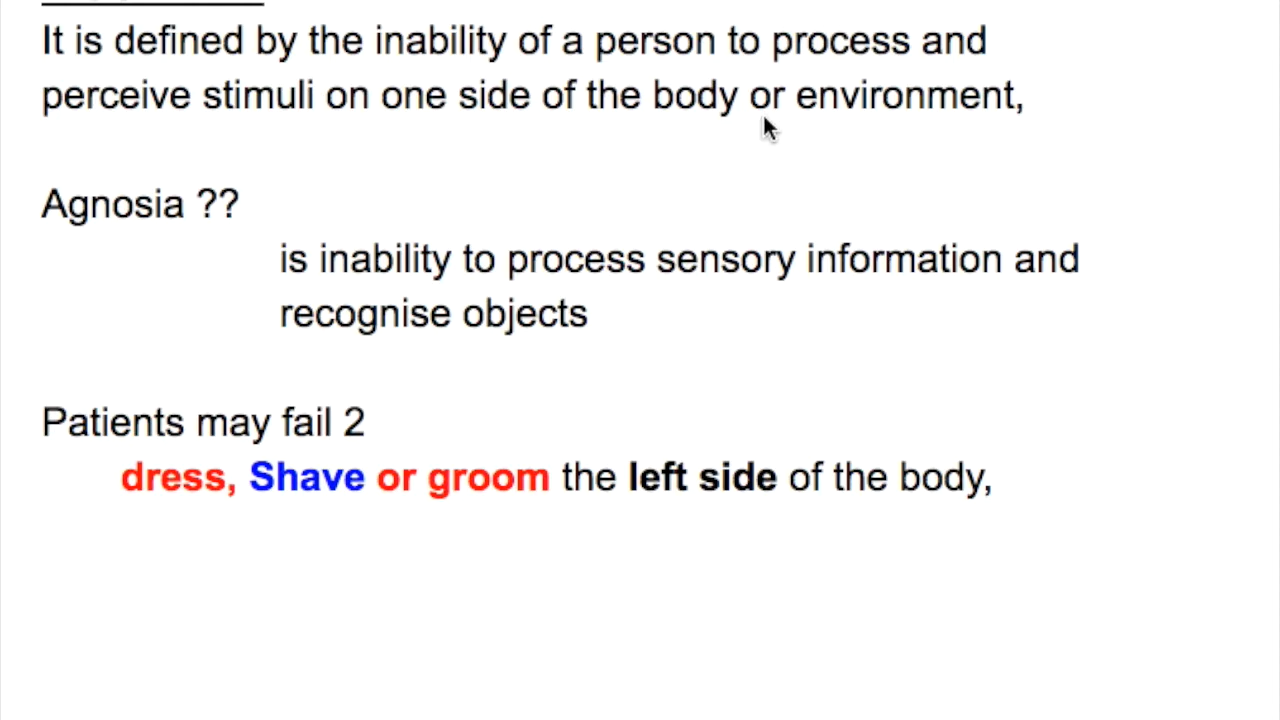 It is defined by the inability of a person to process and
perceive stimuli on one side of the body or environment,
Agnosia ??
is inability to process sensory information and
recognise objects
Patients may fail 2
dress, Shave or groom the left side of the body,